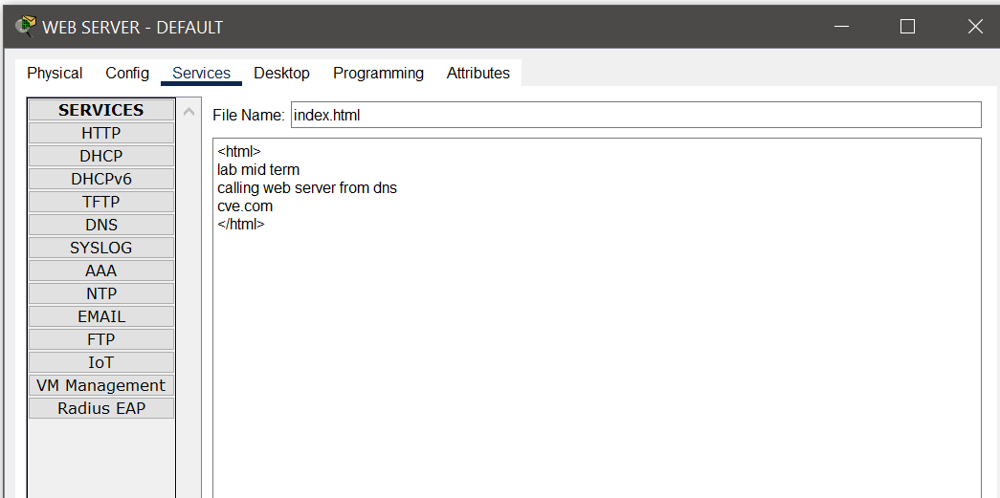 WEB SERVER - DEFAULT
Physical Config Services Desktop Programming Attributes
SERVICES
HTTP
DHCP
DHCPv6
TFTP
DNS
SYSLOG
AAA
NTP
EMAIL
FTP
IoT
VM Management
Radius EAP
File Name: index.html
<html>
lab mid term
calling web server from dns
cve.com
</html>